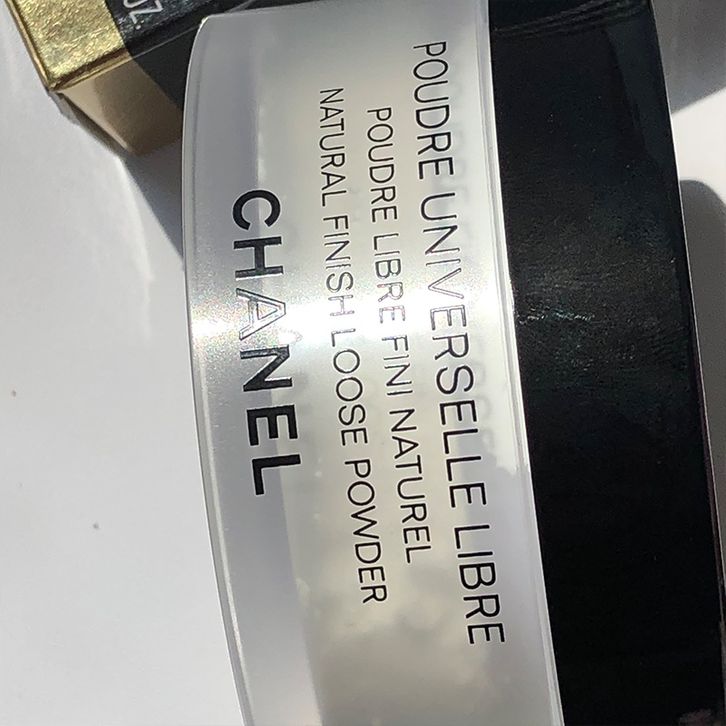 POUDRE UNIVERSELLE LIBRE
POUDRE LIBRE FINI NATUREL
NATURAL FINISH LOOSE POWDER
CHANEL